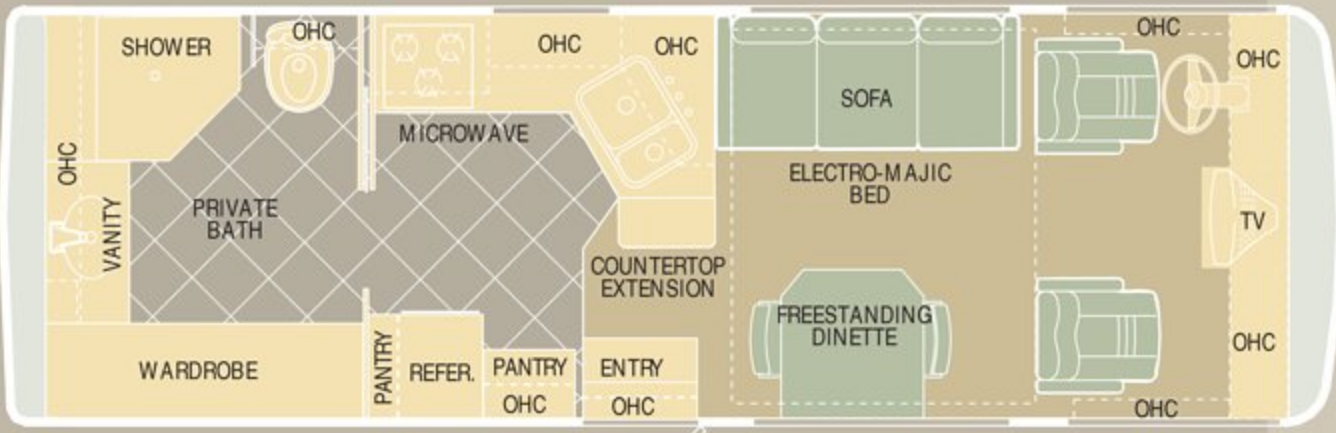 SHOWER
OHC
OHC
OHC
OHC
OHC
SOFA
MICROWAVE
OHC
VANITY
PRIVATE
BATH
ELECTRO-MAJIC
BED
TV
COUNTERTOP
EXTENSION
FREESTANDING
DINETTE
OHC
WARDROBE
PANTRY
REFER.
PANTRY
ENTRY
OHC
OHC
OHC